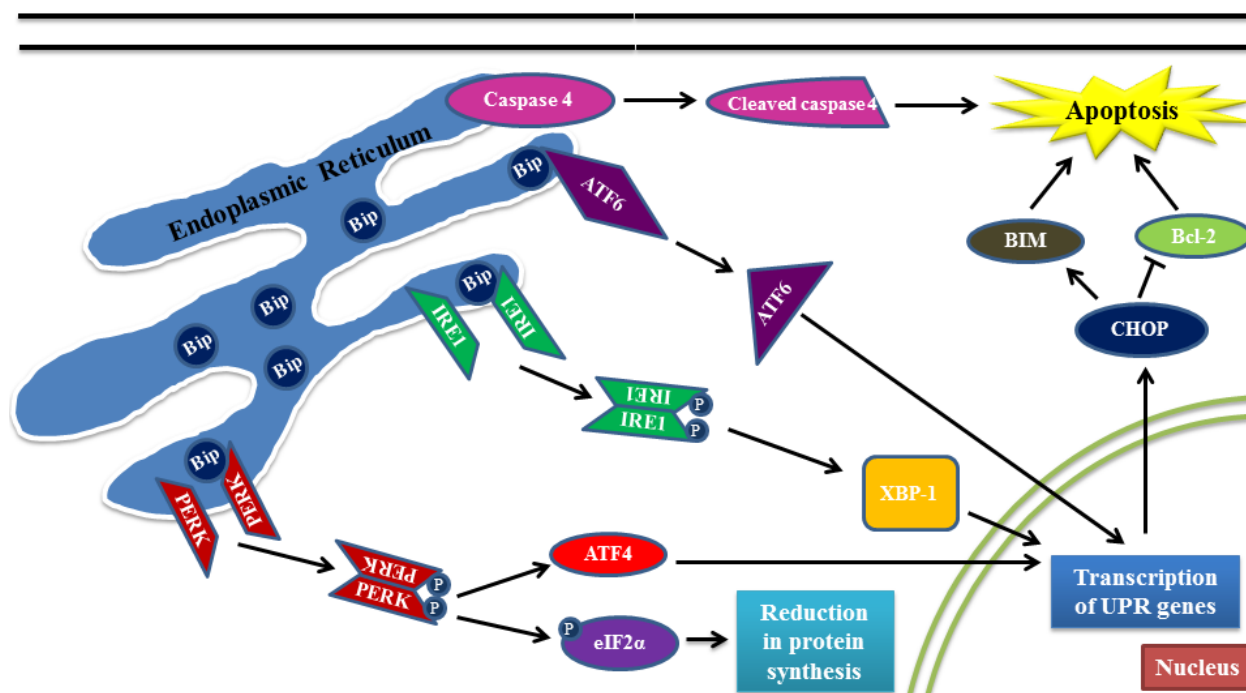 Caspase 4
Cleaved caspase 4
Apoptosis
Endoplasmic Reticulum
Bip
ATF6
Bip
BIM
Bcl-2
Bip
IRE1
IRE1
ATF6
Bip
Bip
Bip
CHOP
IRE1
P
IRE1
P
Bip
PERK
PERK
XBP-1
PERK
P
PERK
P
ATF4
Transcription
of UPR genes
P
eIF2α
Reduction
in protein
synthesis
Nucleus